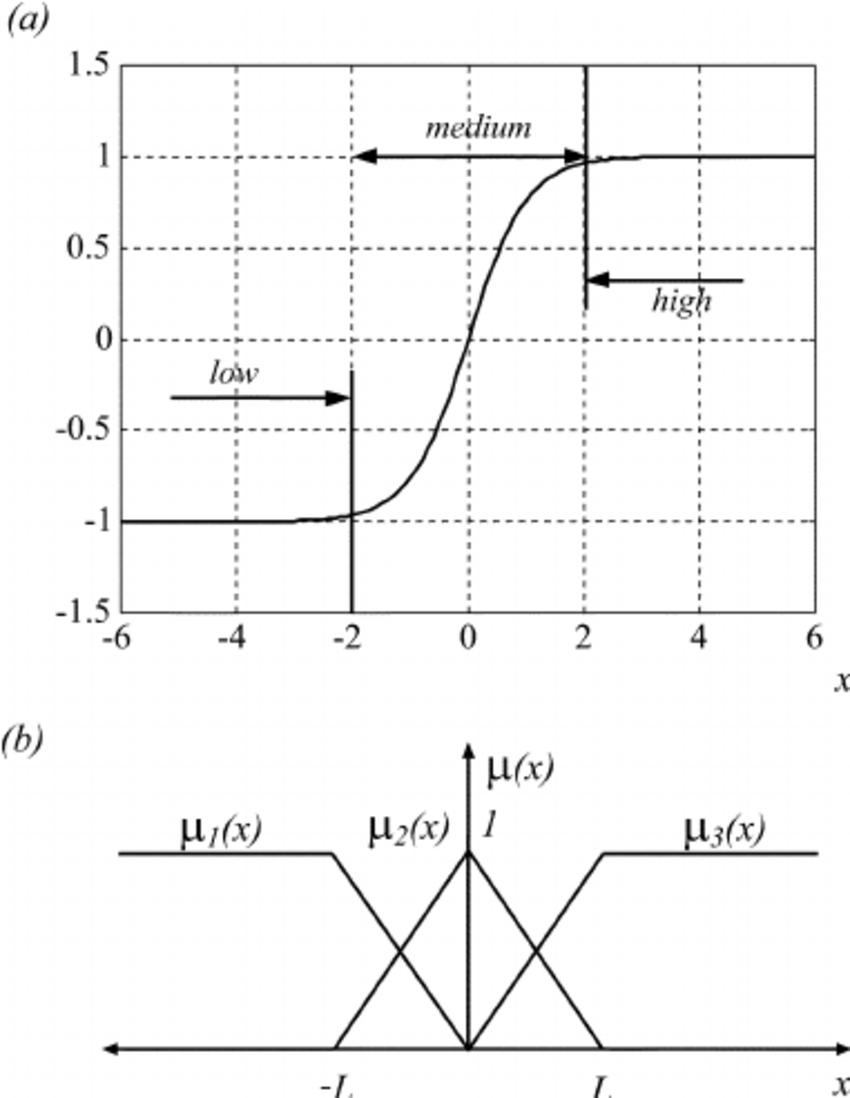 (a)
1.5
medium
1
0.5
high
0
low
-0.5
-1
-1.5
-6 -4 -2 0 2 4 6
x
(b)
μ(x)
μ1(x) μ2(x) 1 μ3(x)
-L L x